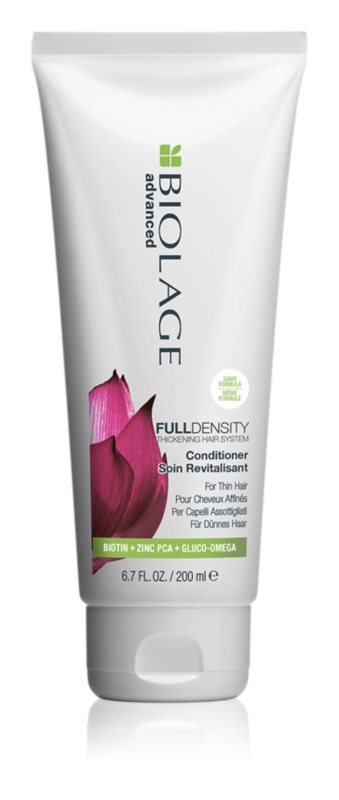 BIOLAGE
advanced
SAME
FORMULA
MÊME
FORMULE
FULLDENSITY
THICKENING HAIR SYSTEM
Conditioner
Soin Revitalisant
For Thin Hair
Pour Cheveux Affinés
Per Capelli Assottigliati
Für Dünnes Haar
BIOTIN + ZINC PCA + GLUCO-OMEGA
6.7 FL. OZ. / 200 ml ℮